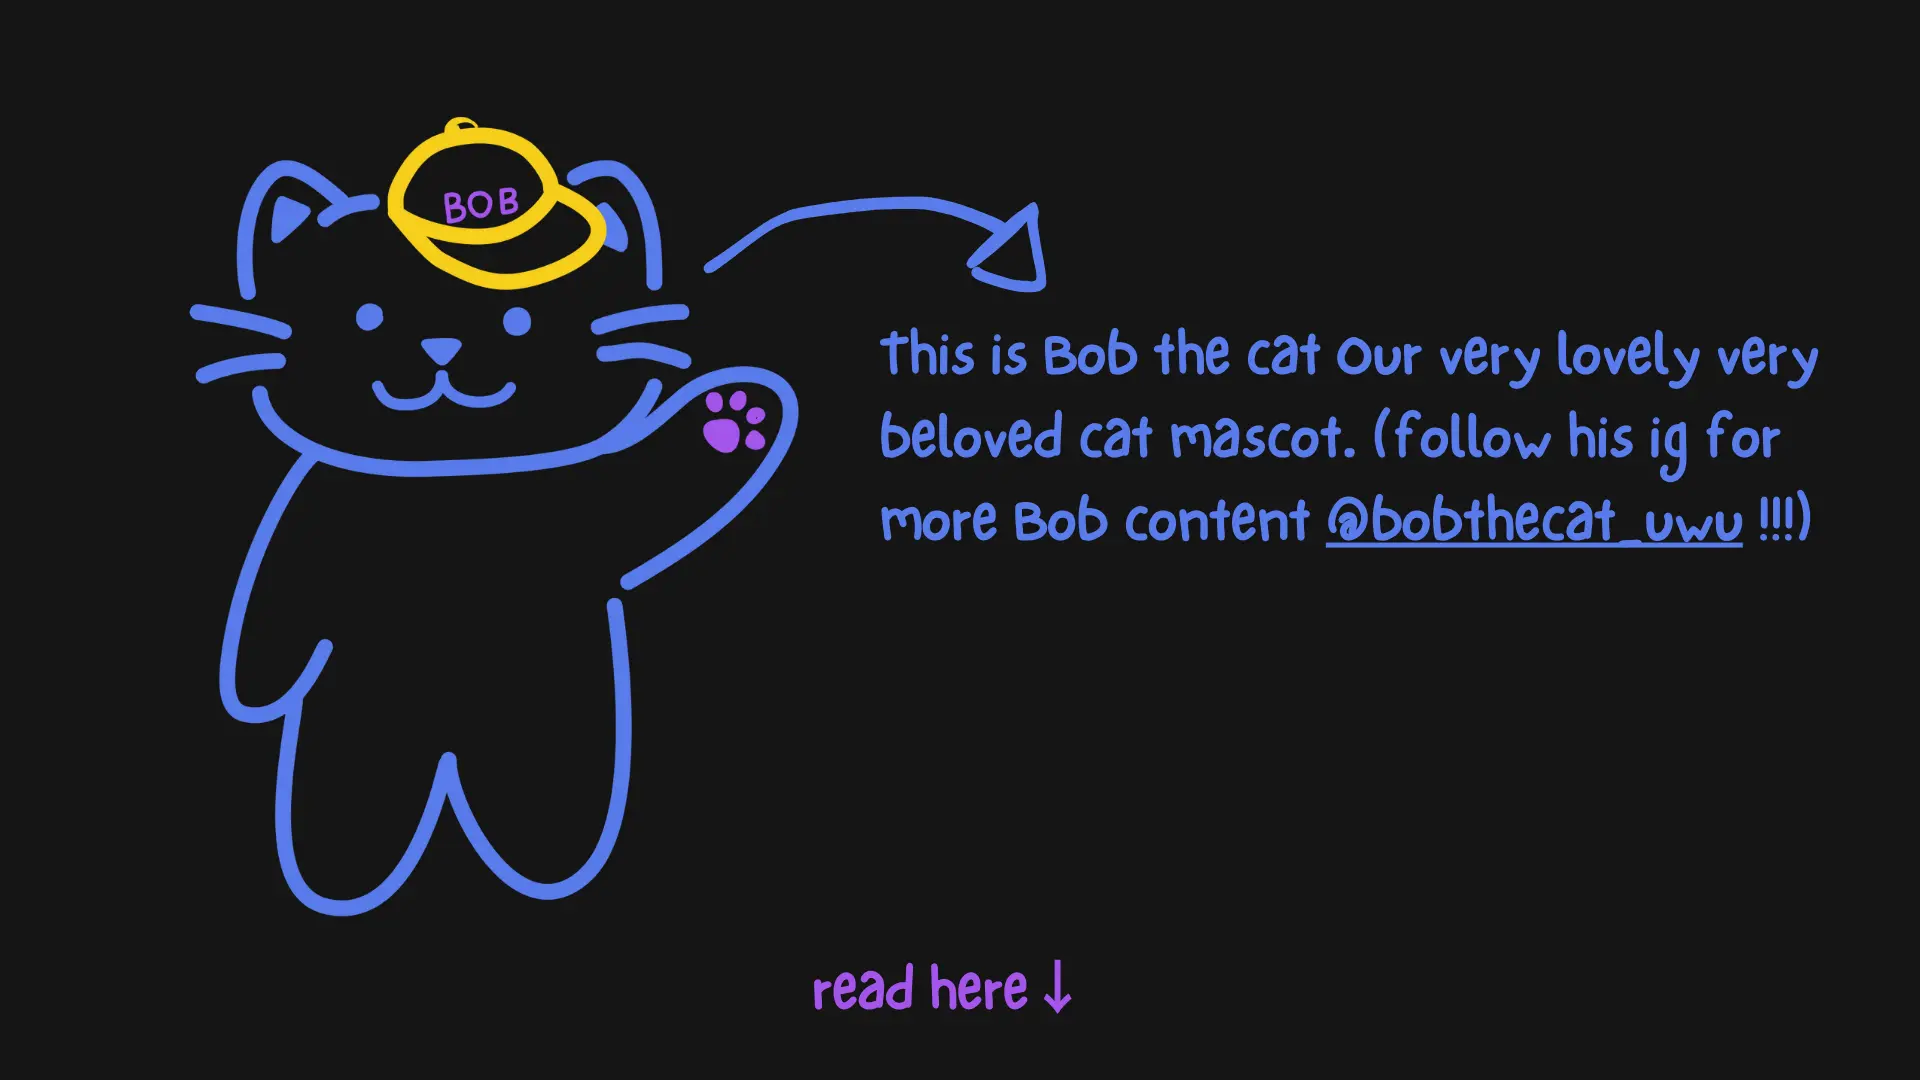 BOB
This is Bob the cat Our very lovely very
beloved cat mascot. (follow his ig for
more Bob content @bobthecat_uwu !!!)
read here ↓